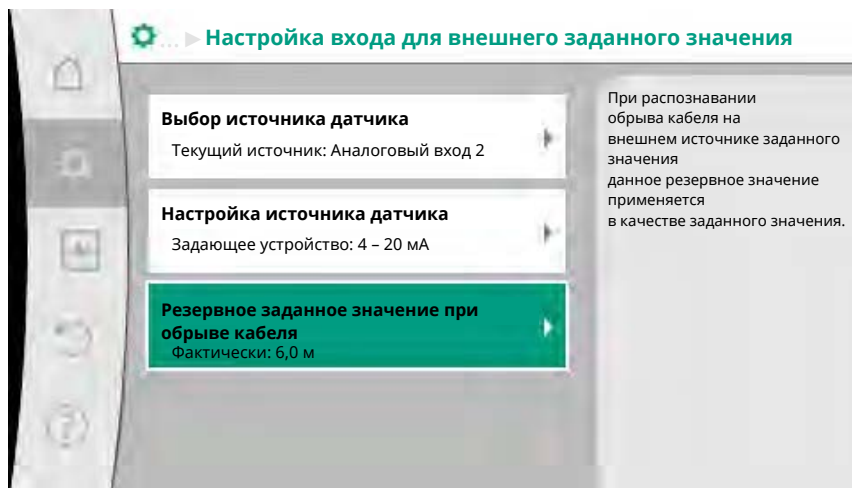 ... ▶ Настройка входа для внешнего заданного значения
Выбор источника датчика
Текущий источник: Аналоговый вход 2
Настройка источника датчика
Задающее устройство: 4 – 20 мА
Резервное заданное значение при
обрыве кабеля
Фактически: 6,0 м
При распознавании
обрыва кабеля на
внешнем источнике заданного
значения
данное резервное значение
применяется
в качестве заданного значения.